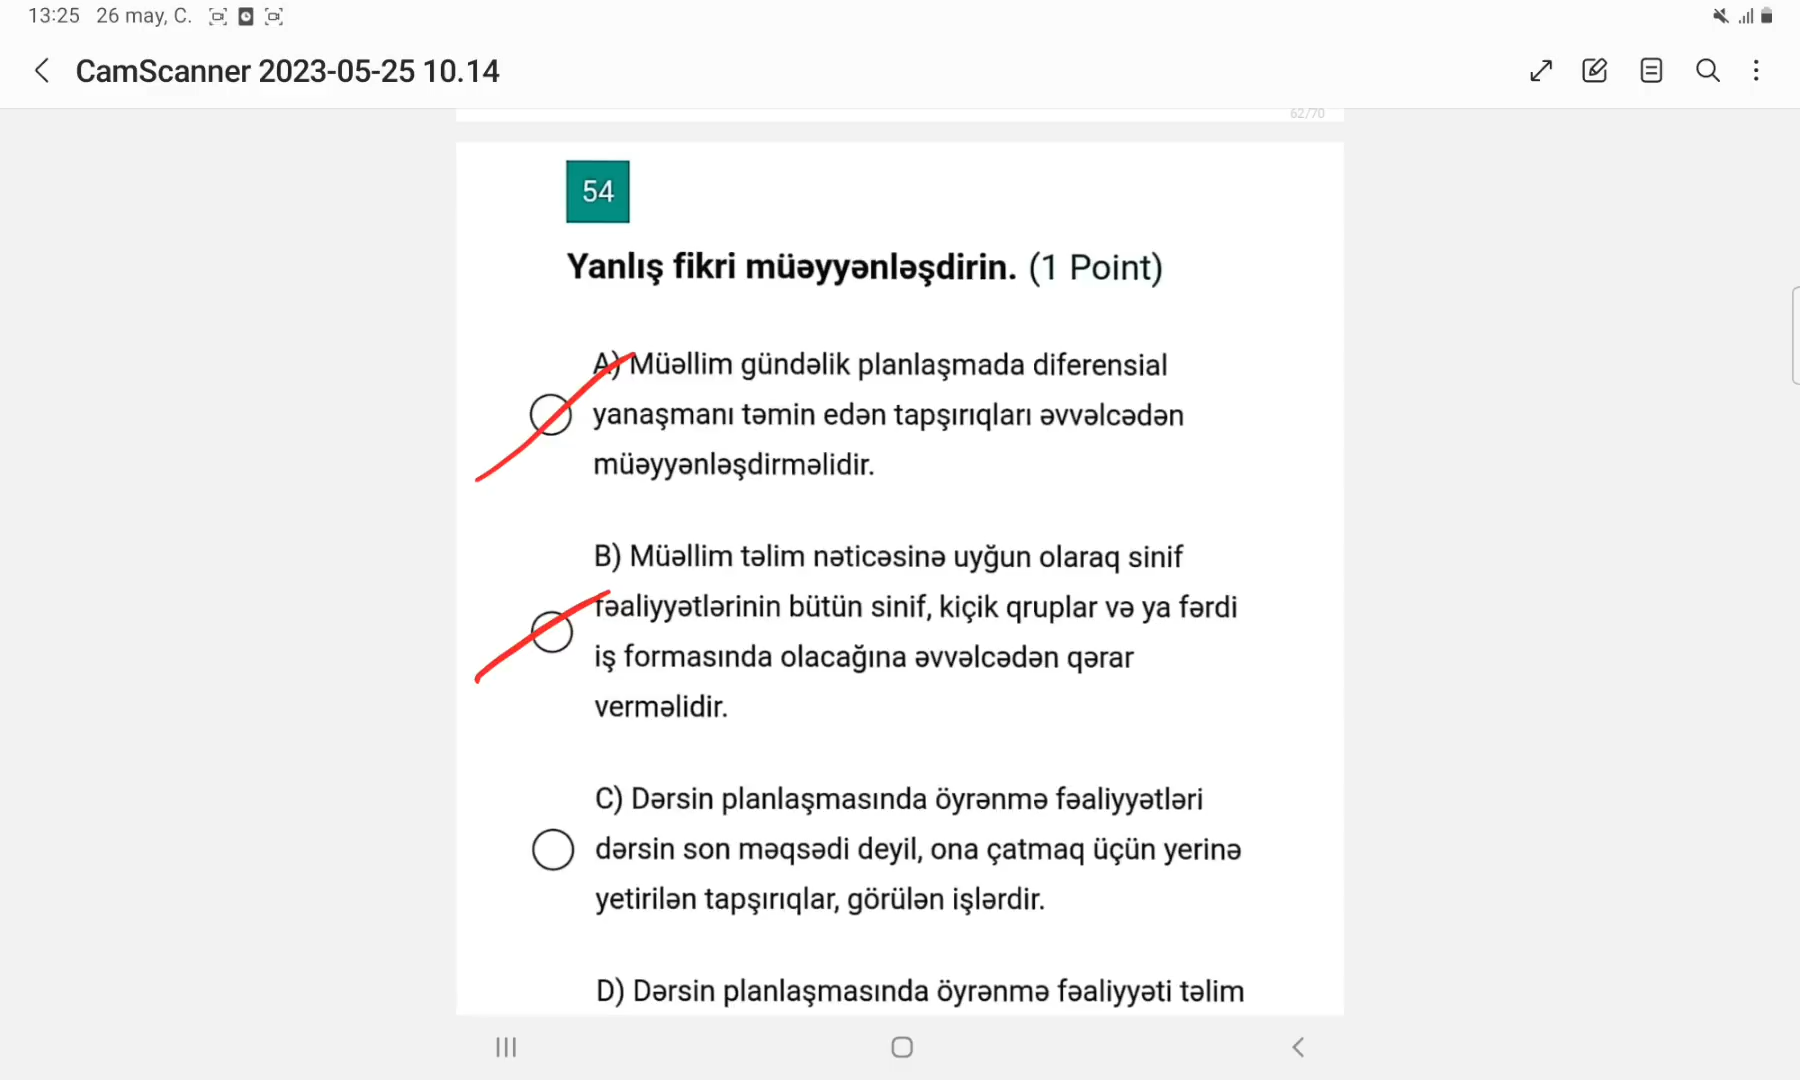 13:25 26 may, C.
CamScanner 2023-05-25 10.14
62/70
54
Yanlış fikri müəyyənləşdirin. (1 Point)
A) Müəllim gündəlik planlaşmada diferensial
yanaşmanı təmin edən tapşırıqları əvvəlcədən
müəyyənləşdirməlidir.
B) Müəllim təlim nəticəsinə uyğun olaraq sinif
fəaliyyətlərinin bütün sinif, kiçik qruplar və ya fərdi
iş formasında olacağına əvvəlcədən qərar
verməlidir.
C) Dərsin planlaşmasında öyrənmə fəaliyyətləri
dərsin son məqsədi deyil, ona çatmaq üçün yerinə
yetirilən tapşırıqlar, görülən işlərdir.
D) Dərsin planlaşmasında öyrənmə fəaliyyəti təlim